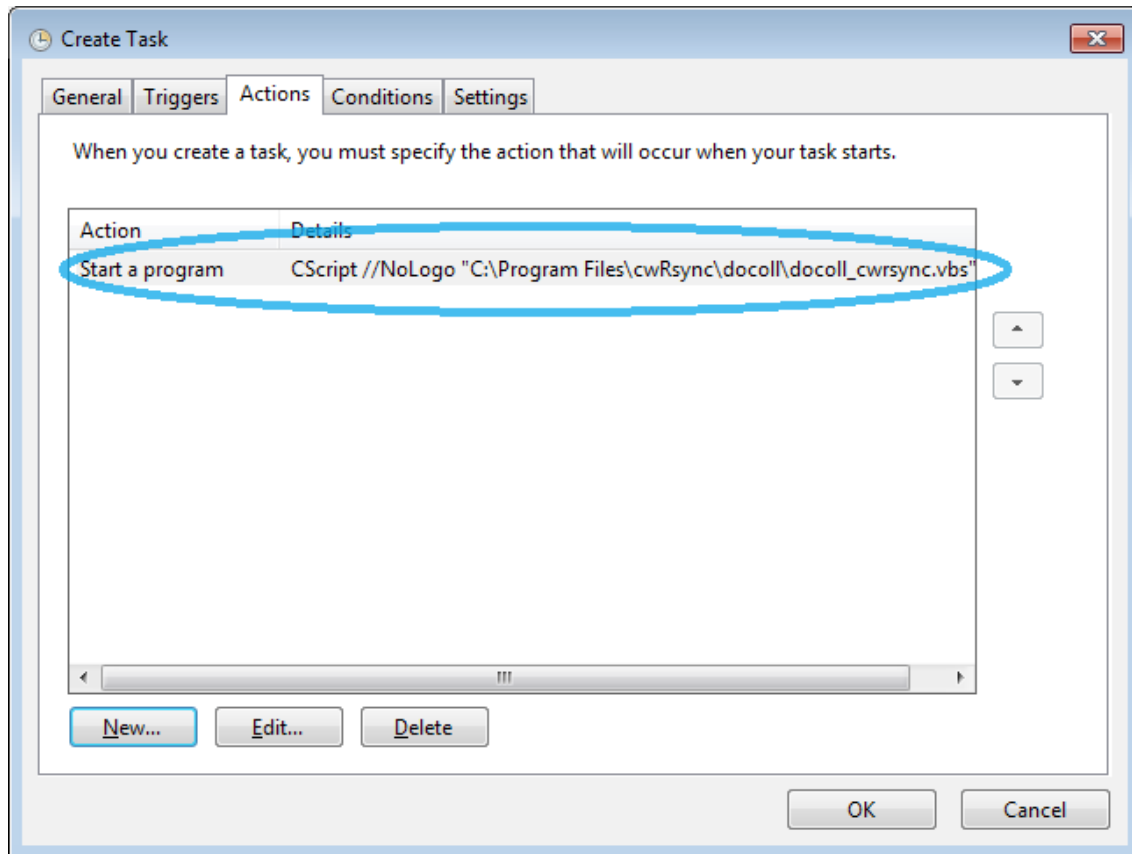 Create Task
General Triggers Actions Conditions Settings
When you create a task, you must specify the action that will occur when your task starts.
Action Details
Start a program CScript //NoLogo "C:\Program Files\cwRsync\docoll\docoll_cwrsync.vbs"
New... Edit... Delete
OK Cancel